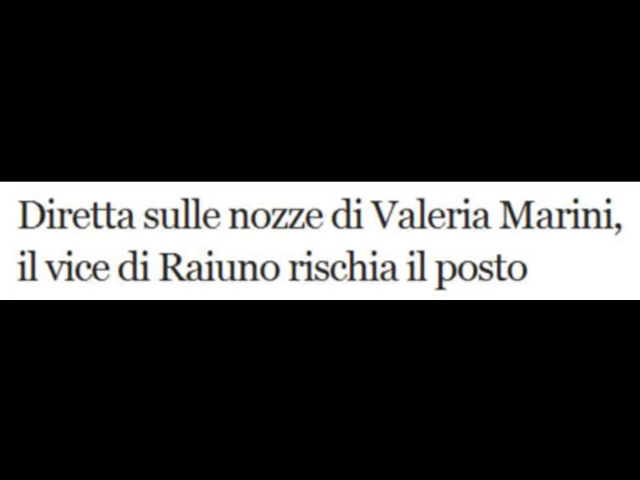 Diretta sulle nozze di Valeria Marini,
il vice di Raiuno rischia il posto